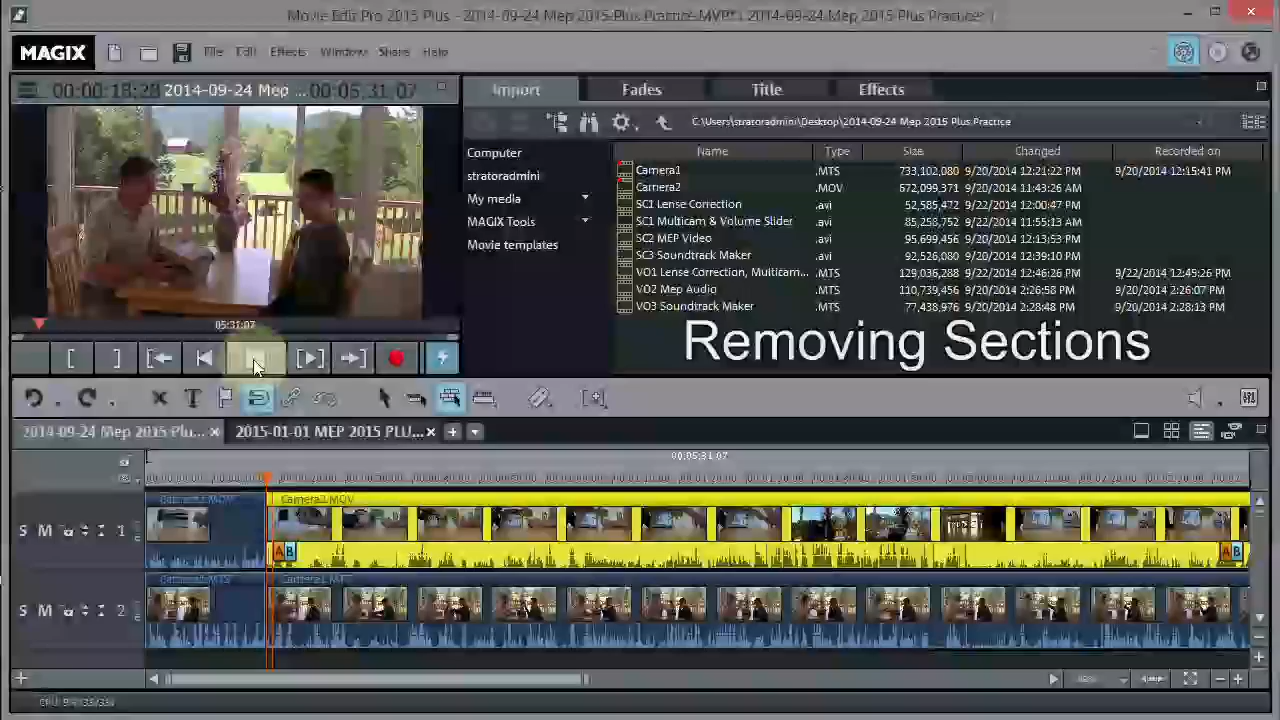 Movie Edit Pro 2015 Plus - 2014-09-24 Mep 2015 Plus Practice.MVP*
MAGIX File Edit Effects Window Share Help
2014-09-24 Mep ... 00:05:31,07
Import Fades Title Effects
C:\Users\stratoradmini\Desktop\2014-09-24 Mep 2015 Plus Practice
Computer
stratoradmini
My media
MAGIX Tools
Movie templates
Name Type Size Changed Recorded on
Camera1 .MTS 733,102,080 9/20/2014 12:21:22 PM 9/20/2014 12:15:41 PM
Camera2 .MOV 672,099,371 9/20/2014 11:43:26 AM
SC1 Lense Correction .avi 52,585,472 9/22/2014 12:00:47 PM
SC1 Multicam & Volume Slider .avi 85,258,752 9/22/2014 11:55:13 AM
SC2 MEP Video .avi 95,699,456 9/20/2014 12:13:53 PM
SC3 Soundtrack Maker .avi 92,526,080 9/20/2014 12:39:10 PM
VO1 Lense Correction, Multicam... .MTS 129,036,288 9/22/2014 12:46:26 PM 9/22/2014 12:45:26 PM
VO2 Mep Audio .MTS 110,739,456 9/20/2014 2:26:58 PM 9/20/2014 2:26:07 PM
VO3 Soundtrack Maker .MTS 77,438,976 9/20/2014 2:28:48 PM 9/20/2014 2:28:13 PM
05:31:07
Removing Sections
2014-09-24 Mep 2015 Plu... 2015-01-01 MEP 2015 PLU...
00:05:31:07
Camera2.MOV Camera2.MOV
S M 1
A B A B
Camera1.MTS Camera1.MTS
S M 2